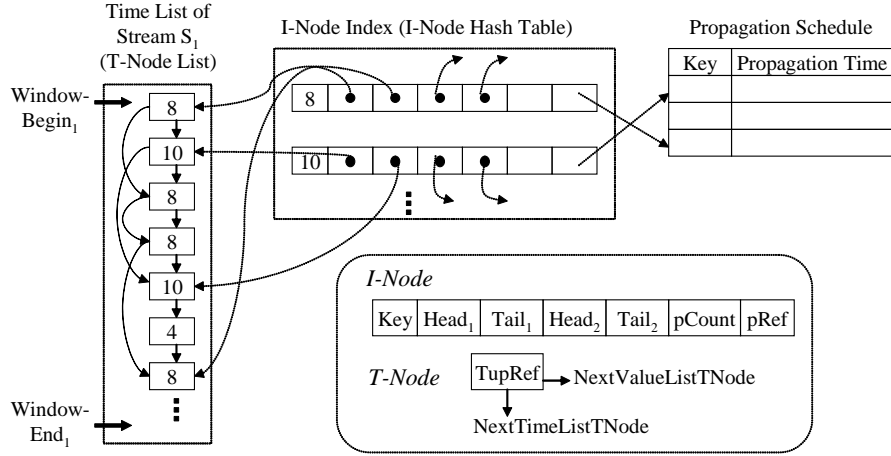 Time List of
Stream S₁
(T-Node List)
I-Node Index (I-Node Hash Table)
Propagation Schedule
Key Propagation Time
Window-
Begin₁
8
10
8
8
10
4
8
8
10
Window-
End₁
I-Node
Key Head₁ Tail₁ Head₂ Tail₂ pCount pRef
T-Node
TupRef
NextValueListTNode
NextTimeListTNode